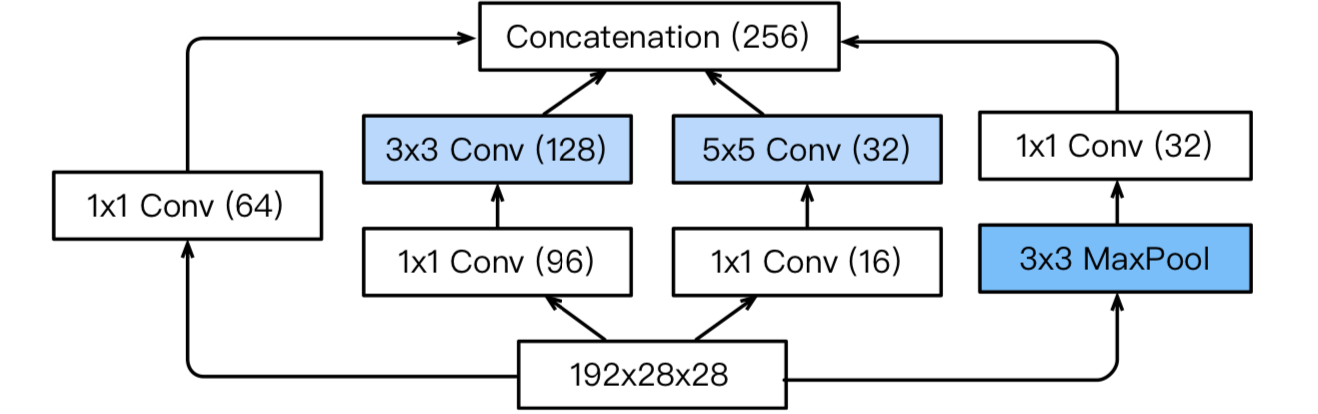 Concatenation (256)
3x3 Conv (128)
5x5 Conv (32)
1x1 Conv (32)
1x1 Conv (64)
1x1 Conv (96)
1x1 Conv (16)
3x3 MaxPool
192x28x28